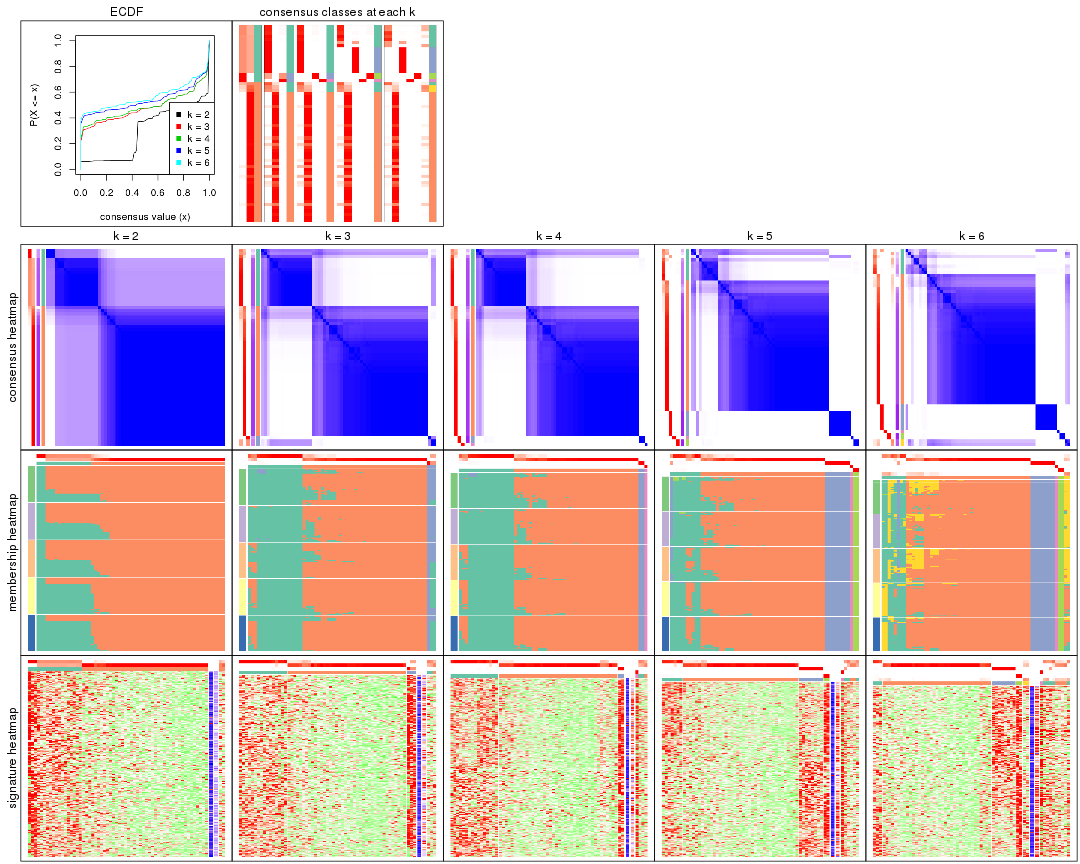 ECDF
consensus classes at each k
P(X <= x)
0.0
0.2
0.4
0.6
0.8
1.0
k = 2
k = 3
k = 4
k = 5
k = 6
0.0 0.2 0.4 0.6 0.8 1.0
consensus value (x)
k = 2
k = 3
k = 4
k = 5
k = 6
consensus heatmap
membership heatmap
signature heatmap